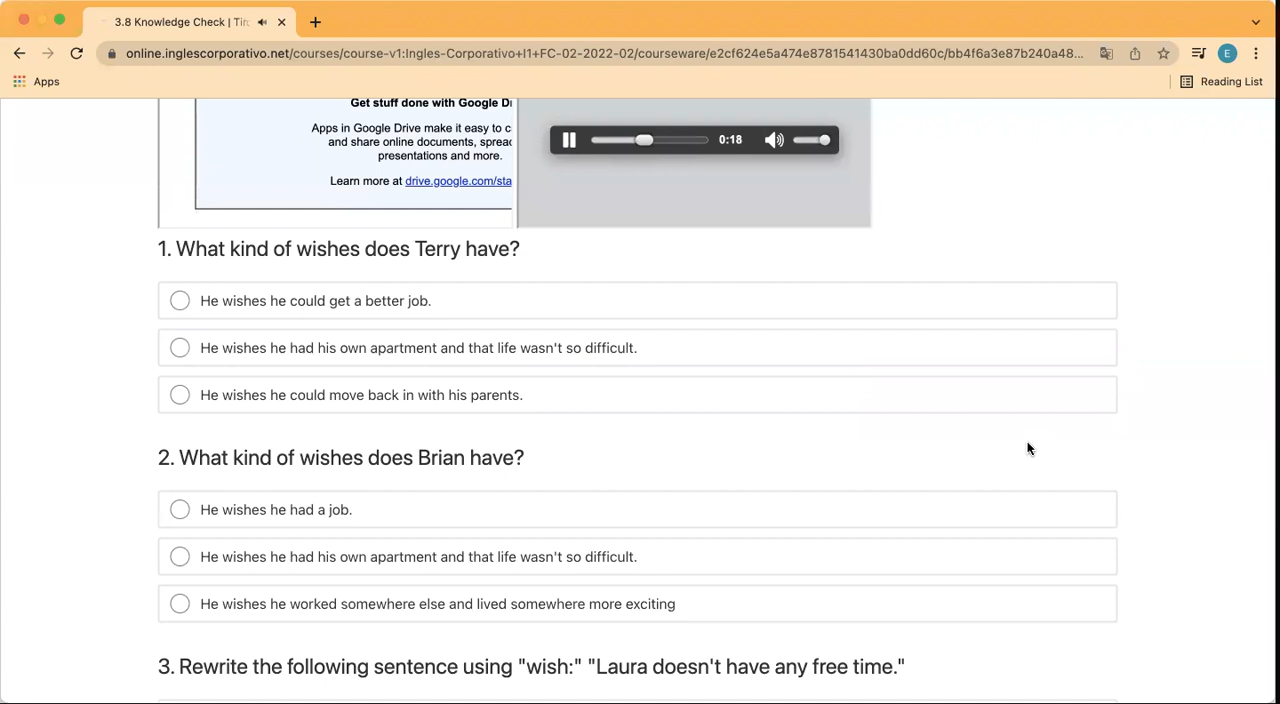 3.8 Knowledge Check | Tir
online.inglescorporativo.net/courses/course-v1:Ingles-Corporativo+I1+FC-02-2022-02/courseware/e2cf624e5a474e8781541430ba0dd60c/bb4f6a3e87b240a48...
E
Apps
Reading List
Get stuff done with Google Dr
Apps in Google Drive make it easy to c
and share online documents, spreac
presentations and more.
Learn more at drive.google.com/sta
0:18
1. What kind of wishes does Terry have?
He wishes he could get a better job.
He wishes he had his own apartment and that life wasn't so difficult.
He wishes he could move back in with his parents.
2. What kind of wishes does Brian have?
He wishes he had a job.
He wishes he had his own apartment and that life wasn't so difficult.
He wishes he worked somewhere else and lived somewhere more exciting
3. Rewrite the following sentence using "wish:" "Laura doesn't have any free time."